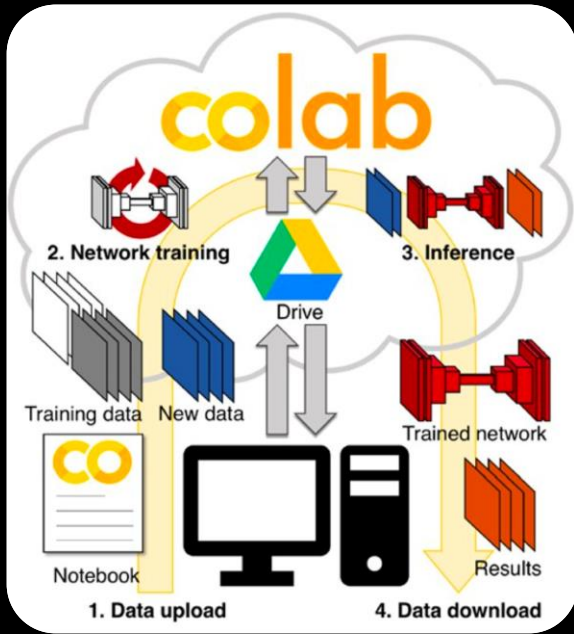 colab
2. Network training
3. Inference
Drive
Training data
New data
Trained network
CO
Notebook
Results
1. Data upload
4. Data download